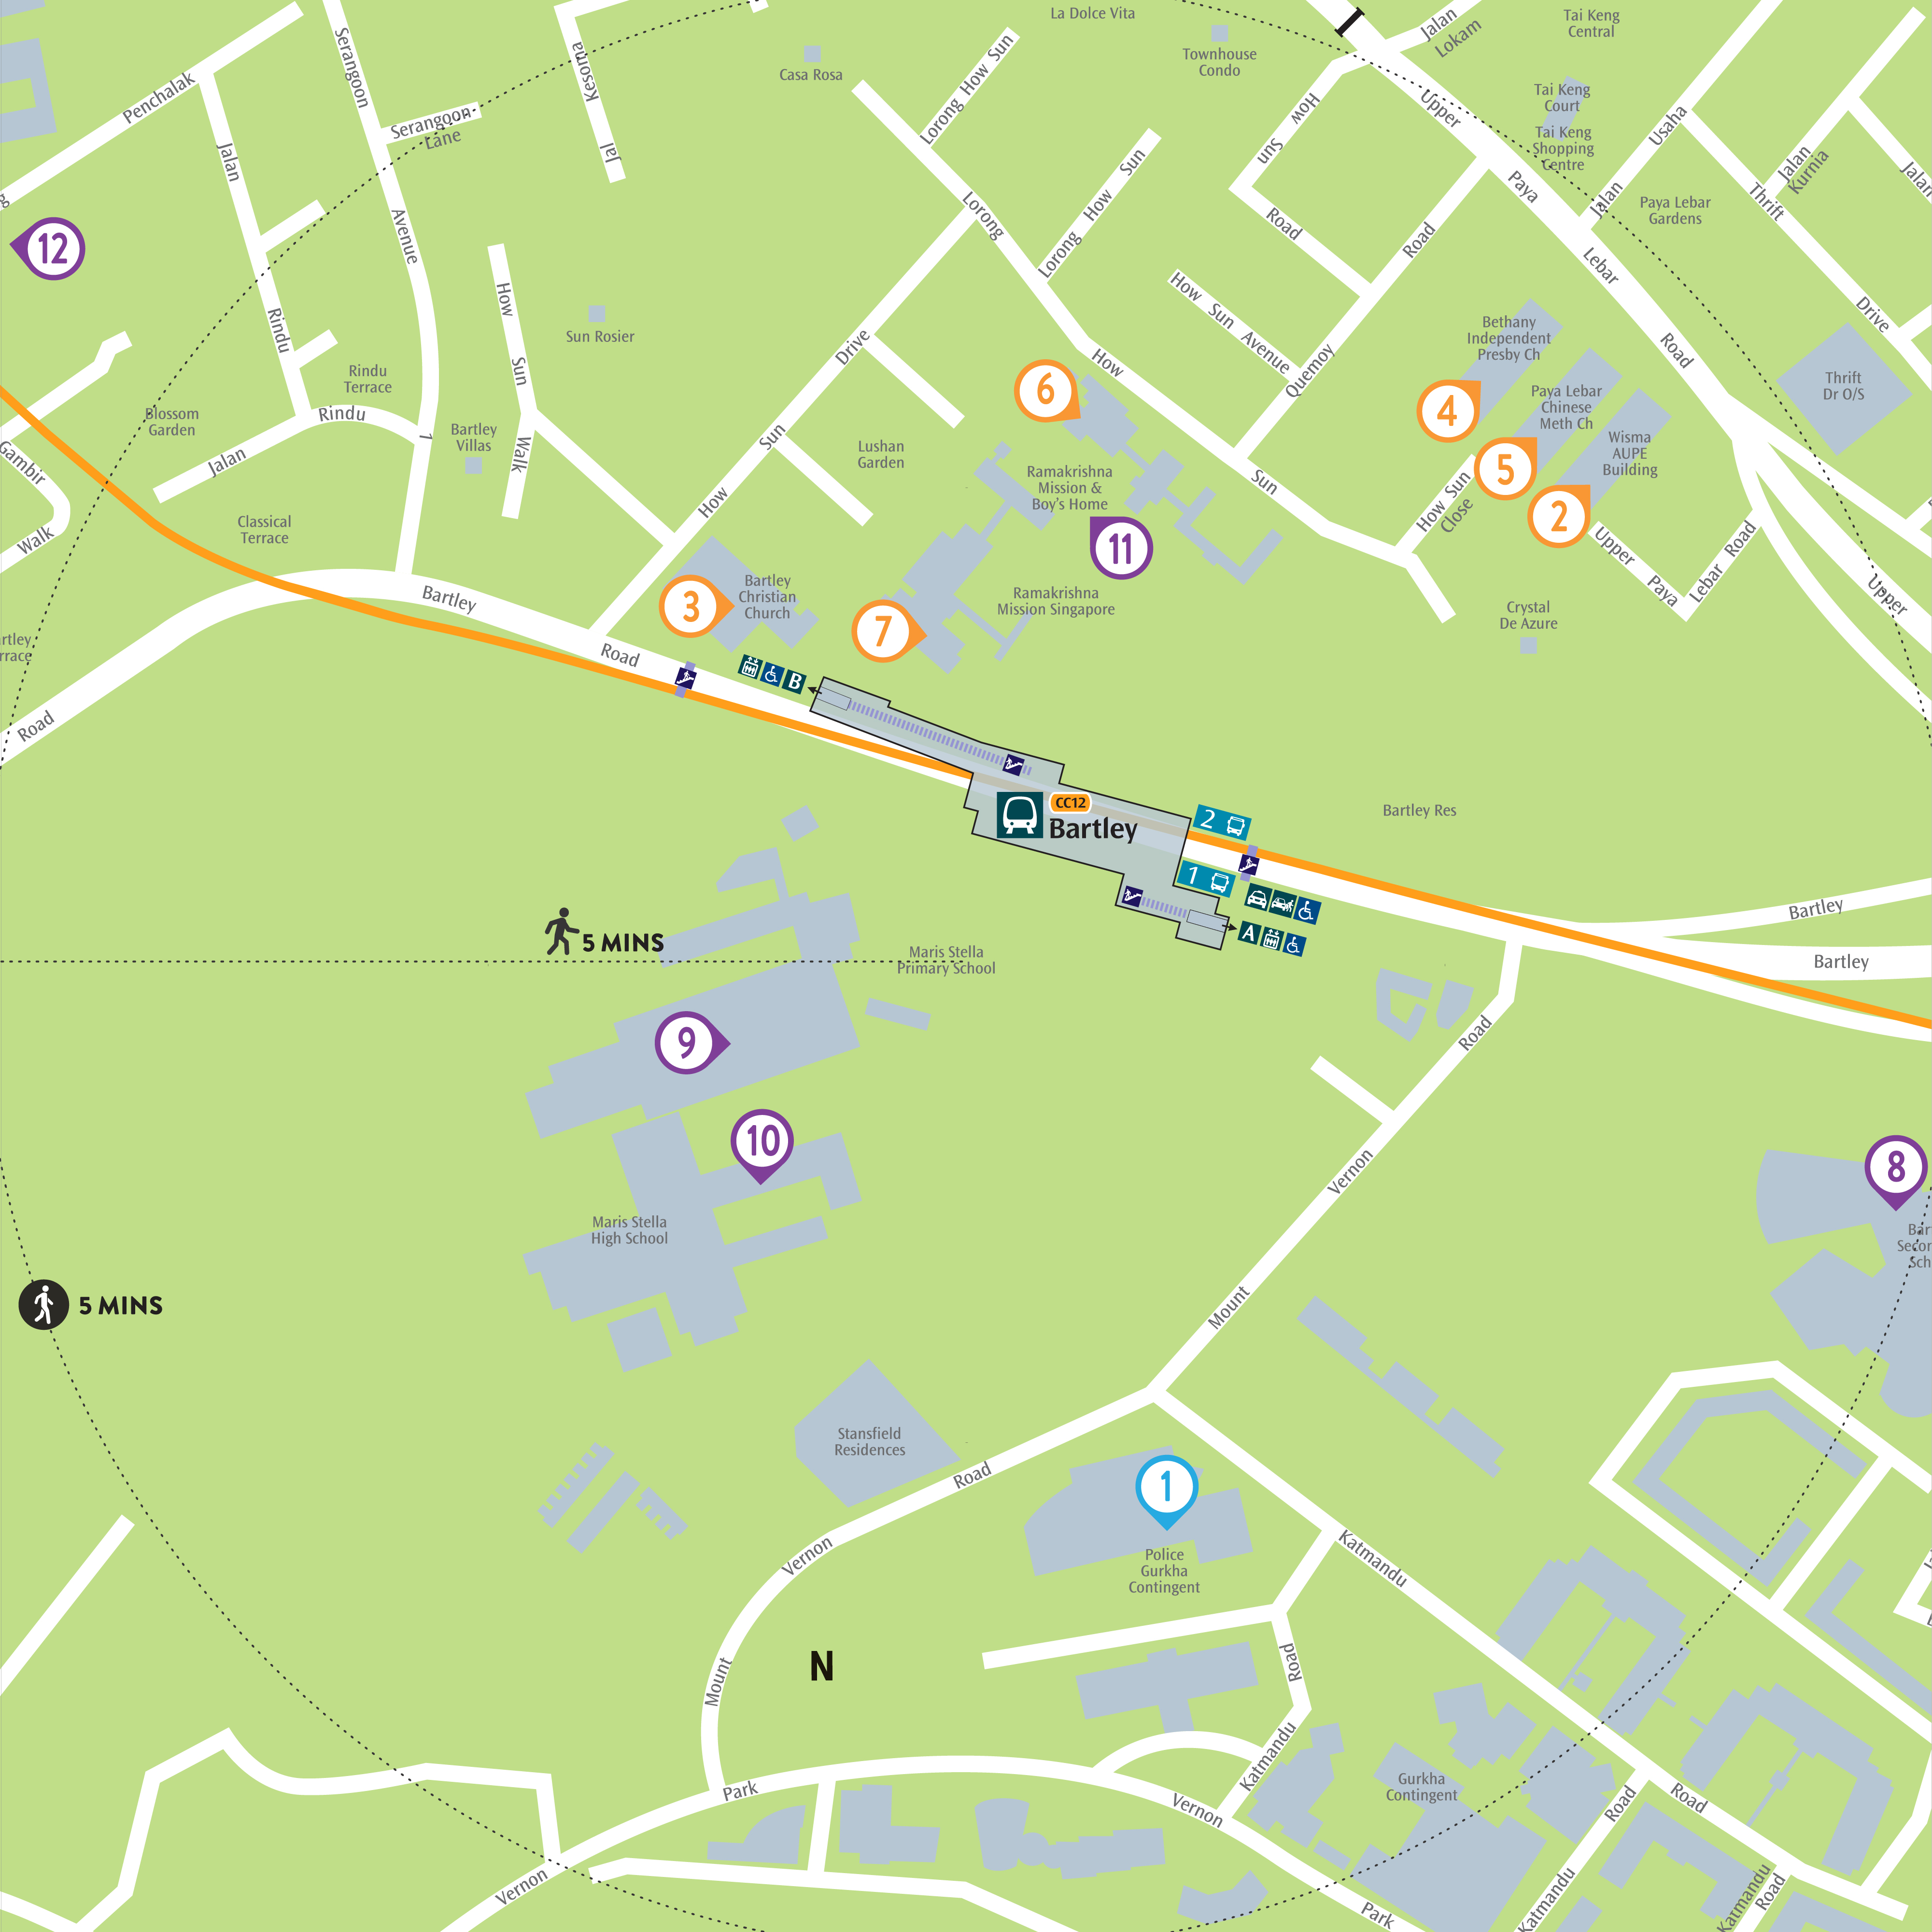 La Dolce Vita
Tai Keng
Central
Jalan
Lokam
Casa Rosa
Townhouse
Condo
Tai Keng
Court
Tai Keng
Shopping
Centre
Paya Lebar
Gardens
Penchalak
Serangoon
Avenue
1
Serangoon
Lane
Kesoma
Jal
Jalan
Rindu
Lorong How Sun
Lorong How Sun
How Sun
Road
Upper
Paya
Lebar
Road
Jalan
Usaha
Jalan
Kurnia
Thrift
Drive
Jalan
12
How
Sun
Walk
Sun Rosier
Lorong
How
Sun
How Sun Avenue
Quemoy
Road
Bethany
Independent
Presby Ch
Paya Lebar
Chinese
Meth Ch
Wisma
AUPE
Building
Thrift
Dr O/S
Rindu
Terrace
Blossom
Garden
Jalan
Rindu
Bartley
Villas
How
Sun
Drive
Lushan
Garden
6
4
5
2
Ramakrishna
Mission &
Boy's Home
11
Ramakrishna
Mission Singapore
How Sun
Close
Upper Paya
Lebar Road
Upper
Crystal
De Azure
Gambir
Walk
Classical
Terrace
Bartley
Road
Road
3
Bartley
Christian
Church
7
B
CC12
Bartley
2
1
A
Bartley Res
Bartley
Bartley
5 MINS
Maris Stella
Primary School
9
10
Maris Stella
High School
Road
Vernon
Mount
8
5 MINS
Stansfield
Residences
Road
Vernon
Mount
1
Police
Gurkha
Contingent
Katmandu
Road
N
Road
Katmandu
Park
Vernon
Park
Vernon
Gurkha
Contingent
Katmandu
Road
Katmandu
Road